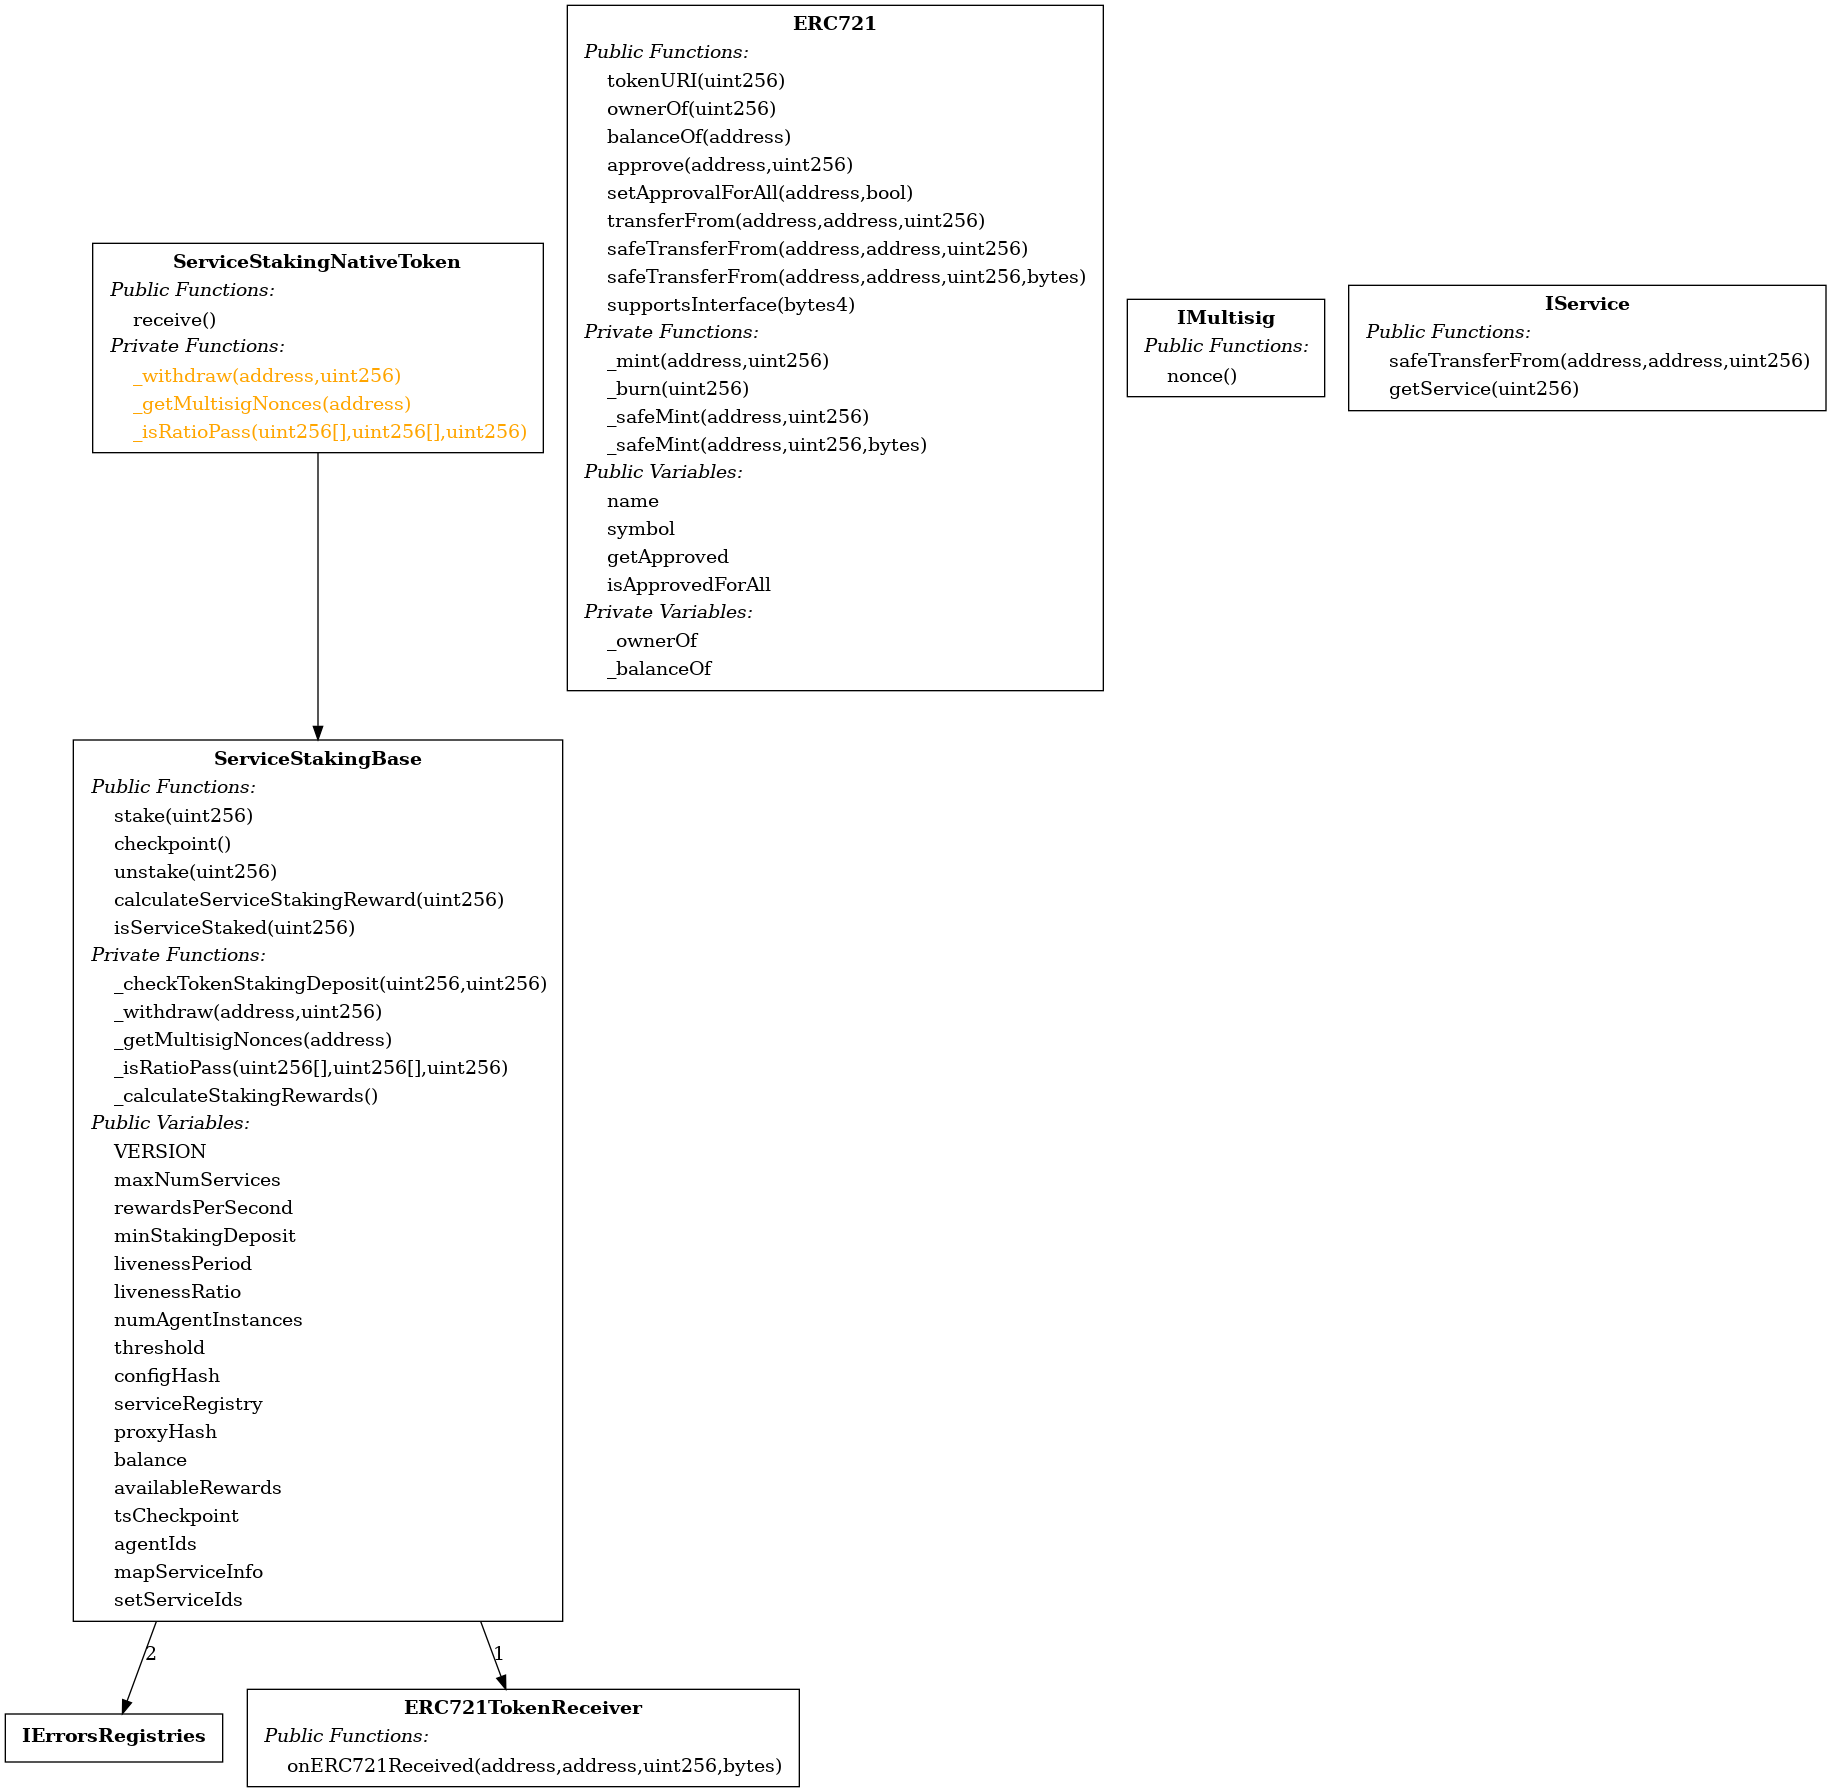 ERC721
Public Functions:
tokenURI(uint256)
ownerOf(uint256)
balanceOf(address)
approve(address,uint256)
setApprovalForAll(address,bool)
transferFrom(address,address,uint256)
safeTransferFrom(address,address,uint256)
safeTransferFrom(address,address,uint256,bytes)
supportsInterface(bytes4)
Private Functions:
_mint(address,uint256)
_burn(uint256)
_safeMint(address,uint256)
_safeMint(address,uint256,bytes)
Public Variables:
name
symbol
getApproved
isApprovedForAll
Private Variables:
_ownerOf
_balanceOf
ServiceStakingNativeToken
Public Functions:
receive()
Private Functions:
_withdraw(address,uint256)
_getMultisigNonces(address)
_isRatioPass(uint256[],uint256[],uint256)
IMultisig
Public Functions:
nonce()
IService
Public Functions:
safeTransferFrom(address,address,uint256)
getService(uint256)
ServiceStakingBase
Public Functions:
stake(uint256)
checkpoint()
unstake(uint256)
calculateServiceStakingReward(uint256)
isServiceStaked(uint256)
Private Functions:
_checkTokenStakingDeposit(uint256,uint256)
_withdraw(address,uint256)
_getMultisigNonces(address)
_isRatioPass(uint256[],uint256[],uint256)
_calculateStakingRewards()
Public Variables:
VERSION
maxNumServices
rewardsPerSecond
minStakingDeposit
livenessPeriod
livenessRatio
numAgentInstances
threshold
configHash
serviceRegistry
proxyHash
balance
availableRewards
tsCheckpoint
agentIds
mapServiceInfo
setServiceIds
2
1
IErrorsRegistries
ERC721TokenReceiver
Public Functions:
onERC721Received(address,address,uint256,bytes)